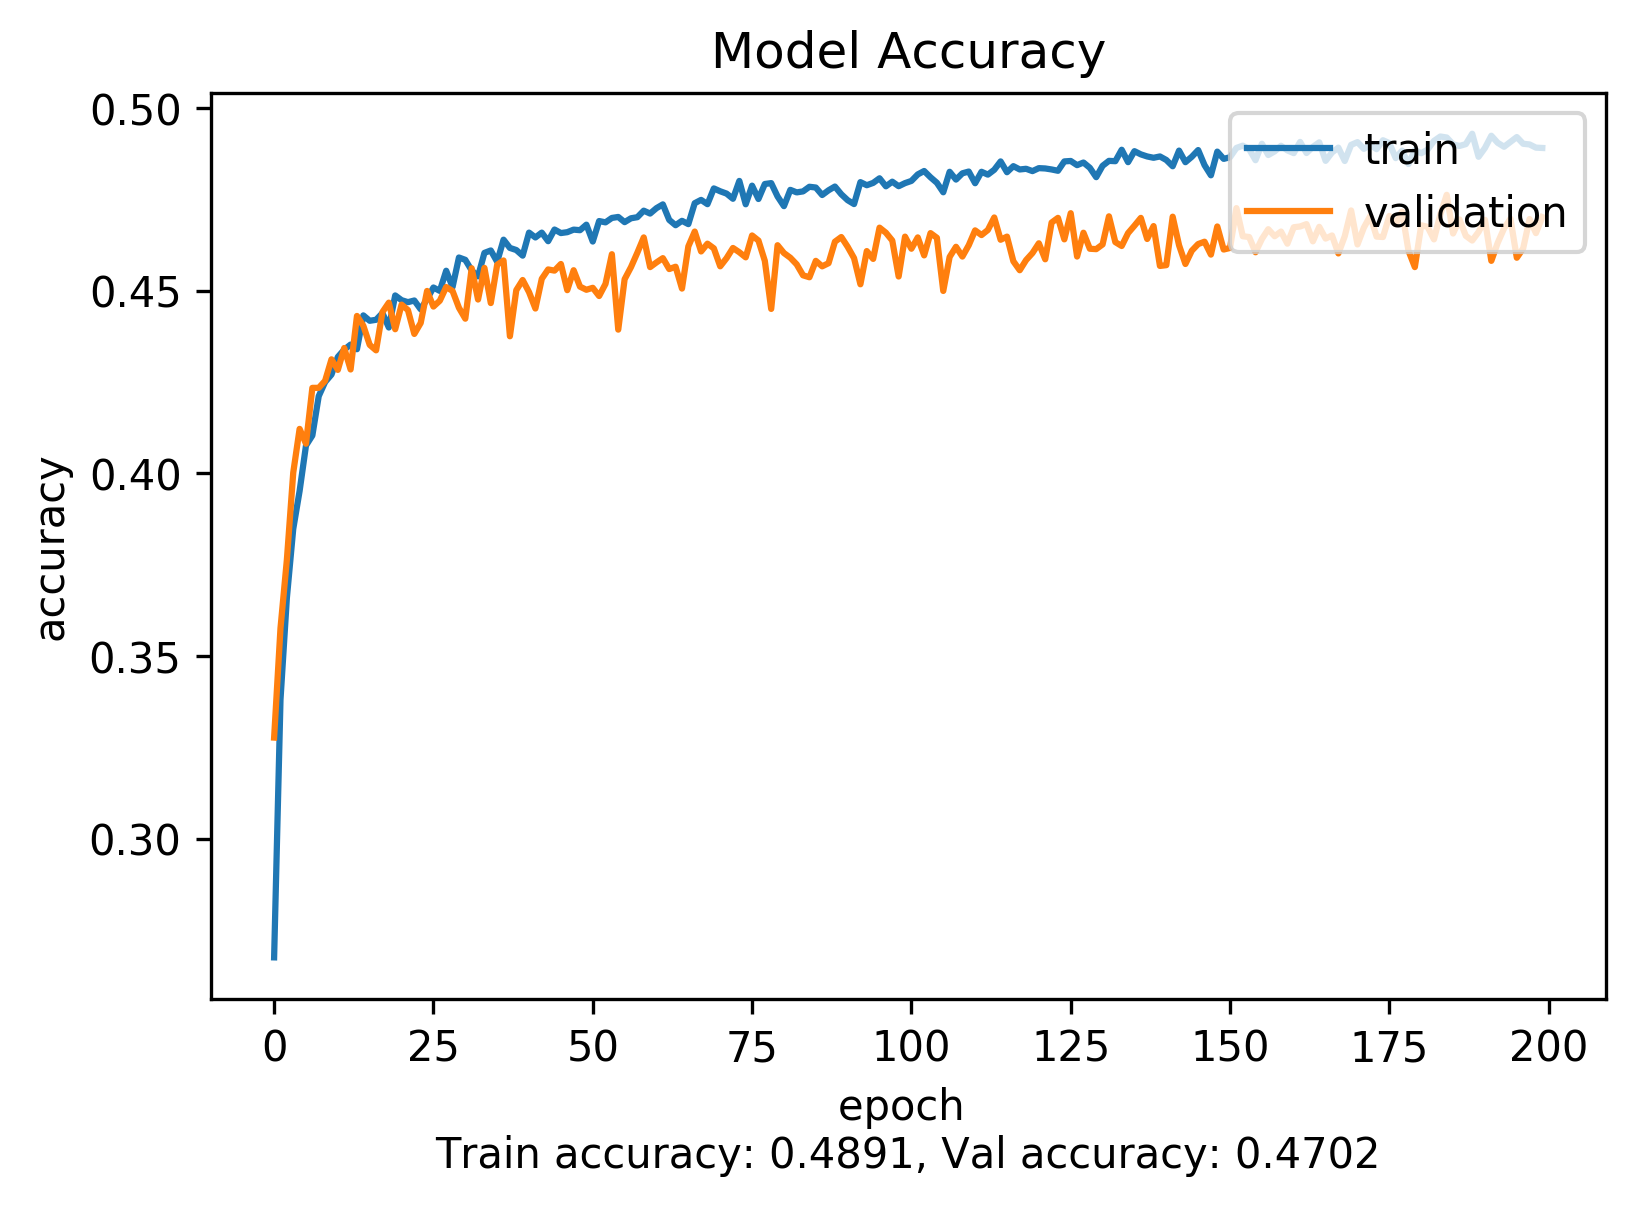 Model Accuracy
0.50
0.45
0.40
0.35
0.30
accuracy
train
validation
0 25 50 75 100 125 150 175 200
epoch
Train accuracy: 0.4891, Val accuracy: 0.4702